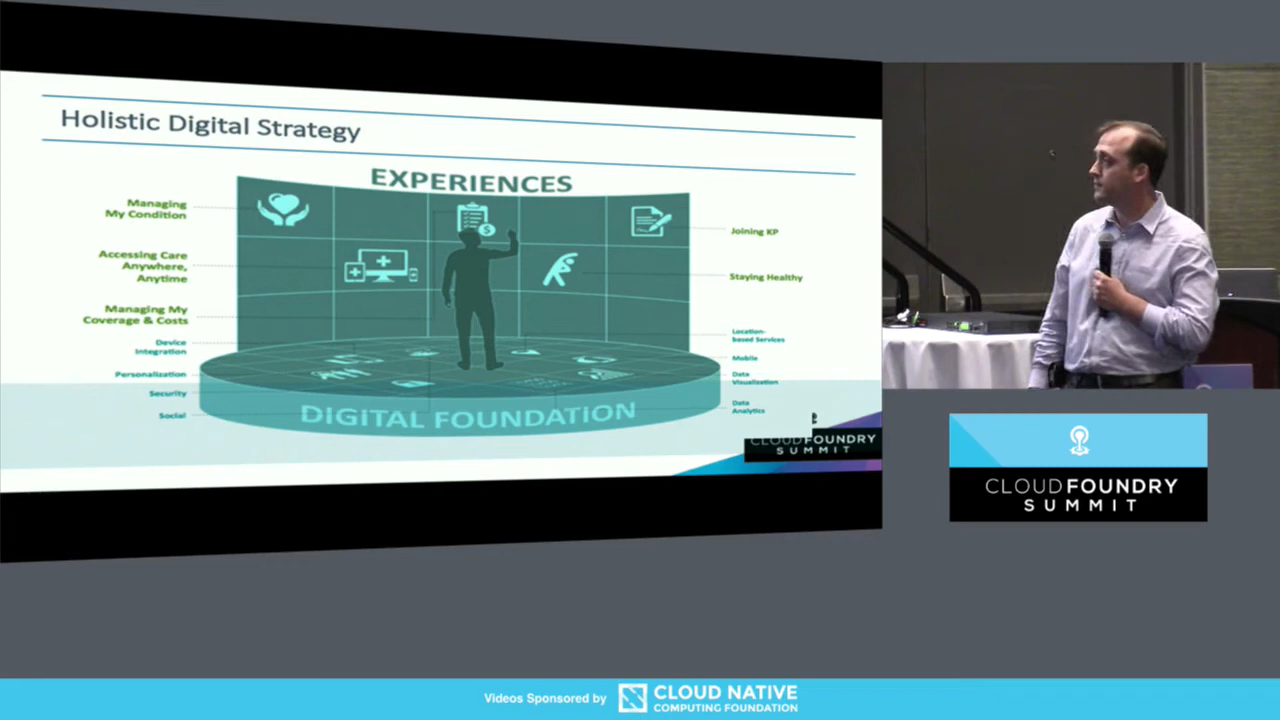 Holistic Digital Strategy
EXPERIENCES
Managing
My Condition
Accessing Care
Anywhere,
Anytime
Managing My
Coverage & Costs
Device
Integration
Personalization
Security
Social
$
Joining KP
Staying Healthy
Location-
based Services
Mobile
Data
Visualization
Data
Analytics
DIGITAL FOUNDATION
CLOUDFOUNDRY
SUMMIT
CLOUDFOUNDRY
SUMMIT
Videos Sponsored by
CLOUD NATIVE
COMPUTING FOUNDATION